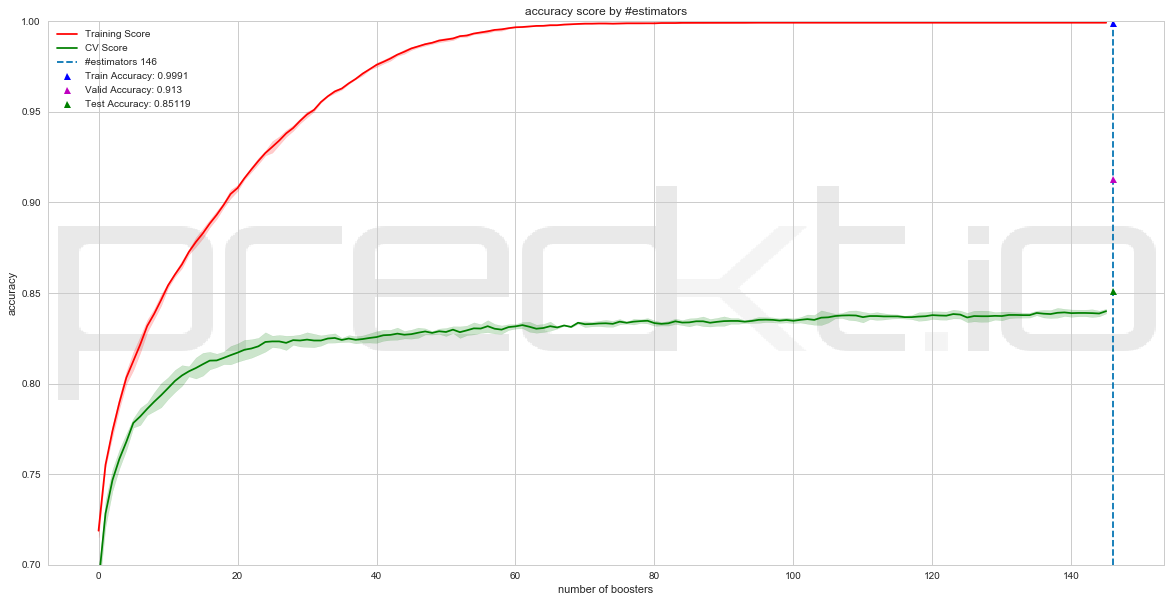 accuracy score by #estimators
1.00
0.95
0.90
0.85
0.80
0.75
0.70
accuracy
Training Score
CV Score
#estimators 146
Train Accuracy: 0.9991
Valid Accuracy: 0.913
Test Accuracy: 0.85119
preckt.io
0 20 40 60 80 100 120 140
number of boosters